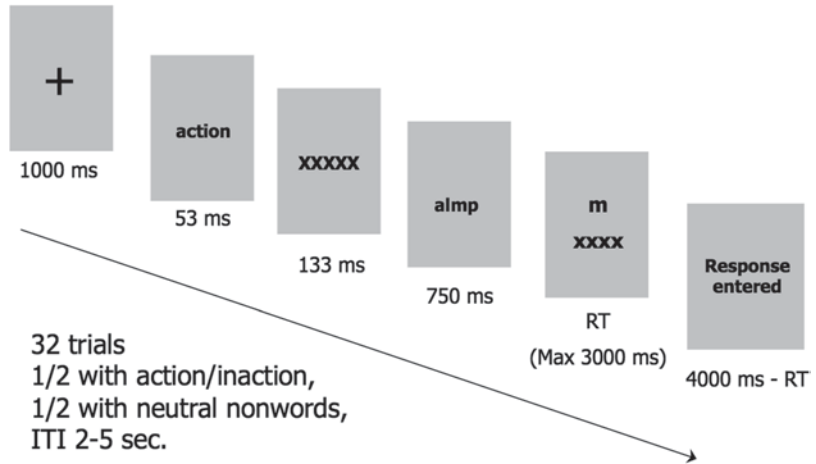 +
1000 ms
action
53 ms
xxxxx
133 ms
almp
750 ms
m
xxxx
RT
(Max 3000 ms)
Response
entered
4000 ms - RT
32 trials
1/2 with action/inaction,
1/2 with neutral nonwords,
ITI 2-5 sec.